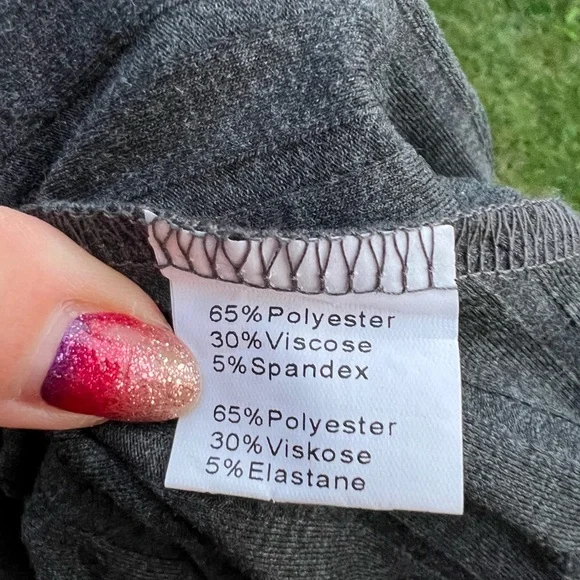 65%Polyester
30%Viscose
5%Spandex
65%Polyester
30%Viskose
5%Elastane